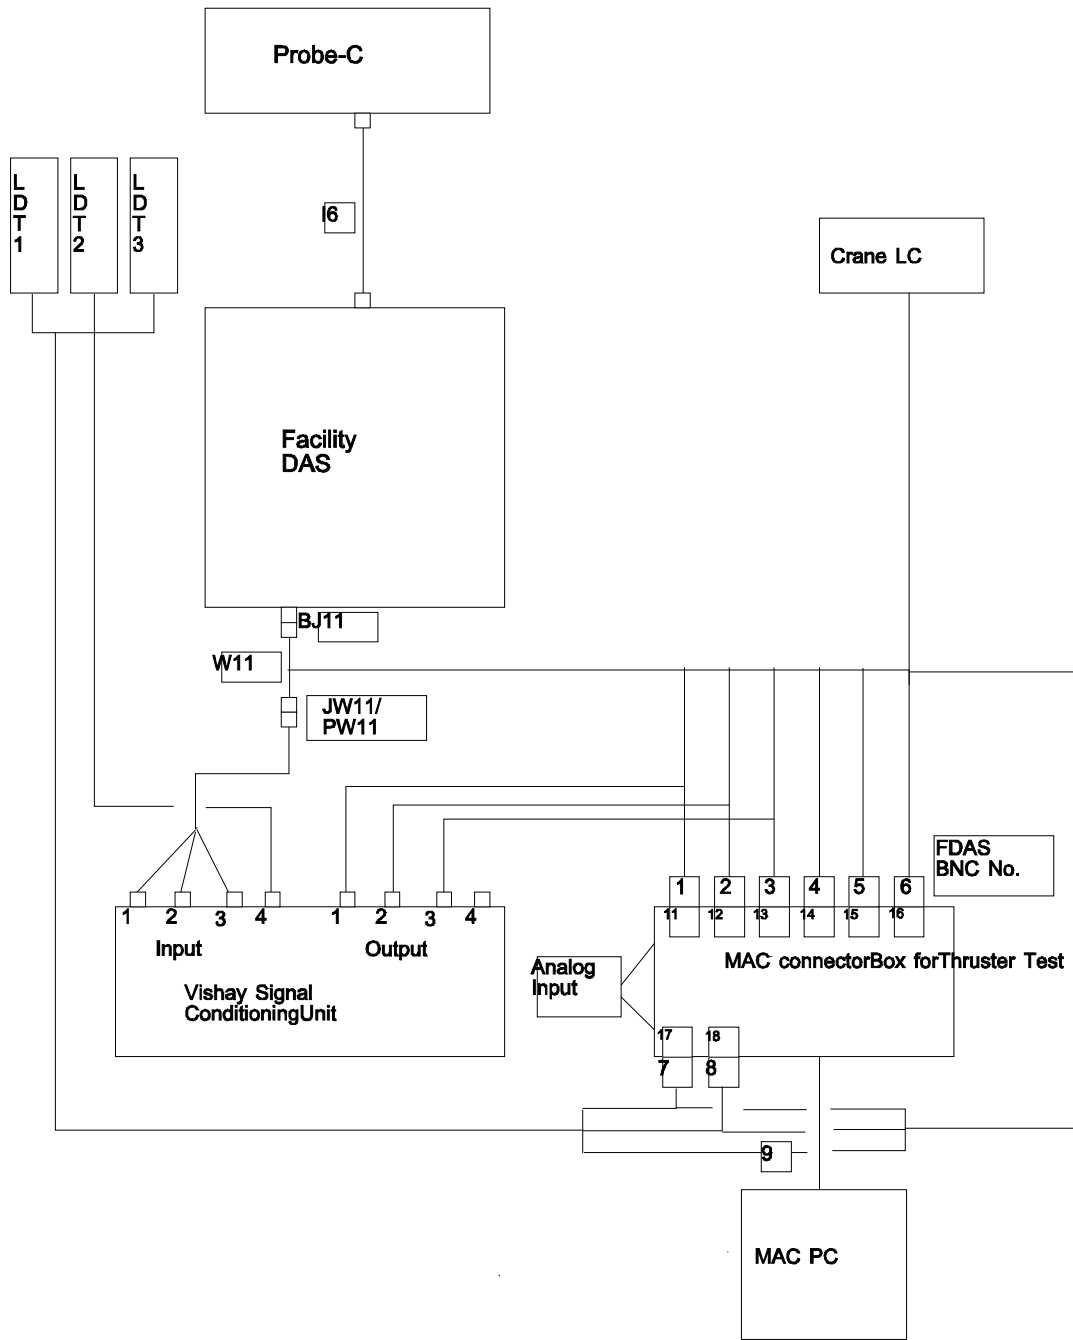 Probe-C
L
D
T
1
L
D
T
2
L
D
T
3
I6
Crane LC
Facility
DAS
BJ11
W11
JW11/
PW11
FDAS
BNC No.
1 2 3 4 5 6
11 12 13 14 15 16
1 2 3 4 1 2 3 4
Input Output
Vishay Signal
ConditioningUnit
Analog
Input
MAC connectorBox forThruster Test
17 18
7 8
9
MAC PC